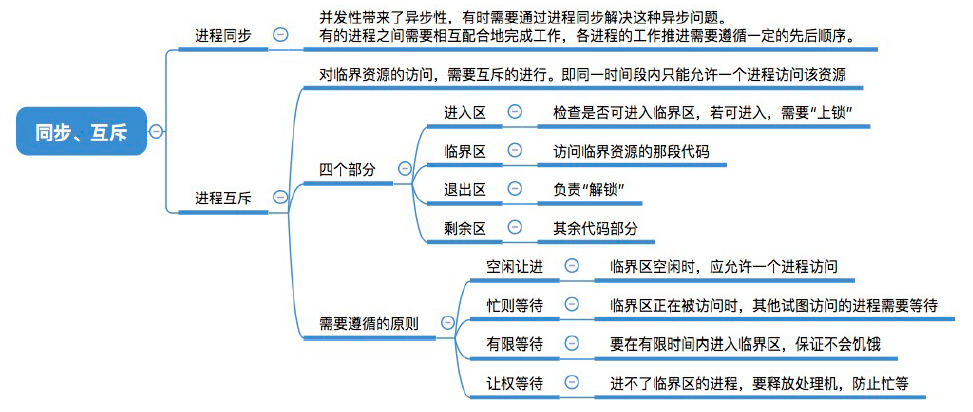 并发性带来了异步性，有时需要通过进程同步解决这种异步问题。
进程同步
有的进程之间需要相互配合地完成工作，各进程的工作推进需要遵循一定的先后顺序。
对临界资源的访问，需要互斥的进行。即同一时间段内只能允许一个进程访问该资源
进入区 检查是否可进入临界区，若可进入，需要“上锁”
同步、互斥
临界区 访问临界资源的那段代码
四个部分
退出区 负责“解锁”
进程互斥
剩余区 其余代码部分
空闲让进 临界区空闲时，应允许一个进程访问
忙则等待 临界区正在被访问时，其他试图访问的进程需要等待
需要遵循的原则
有限等待 要在有限时间内进入临界区，保证不会饥饿
让权等待 进不了临界区的进程，要释放处理机，防止忙等